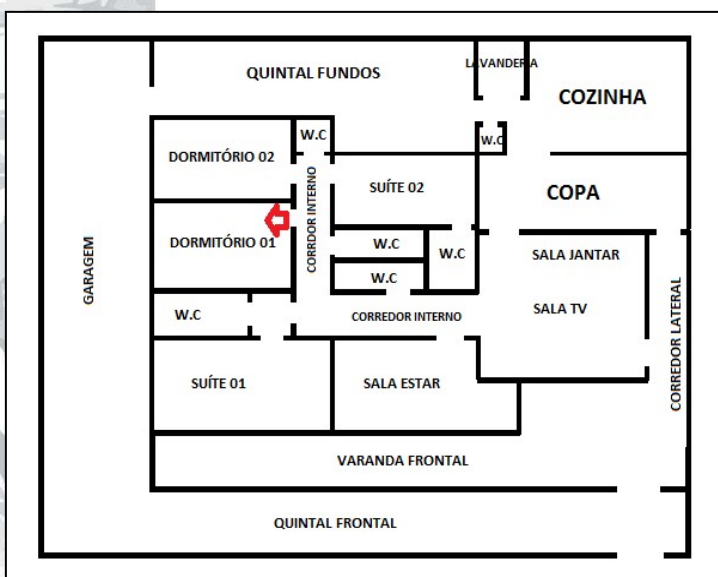 LAVANDERIA
QUINTAL FUNDOS
COZINHA
W.C
W.C
DORMITÓRIO 02
SUÍTE 02
COPA
CORRDOR INTERNO
DORMITÓRIO 01
W.C
W.C
SALA JANTAR
GARAGEM
W.C
W.C
CORREDOR INTERNO
SALA TV
CORREDOR LATERAL
SUÍTE 01
SALA ESTAR
VARANDA FRONTAL
QUINTAL FRONTAL